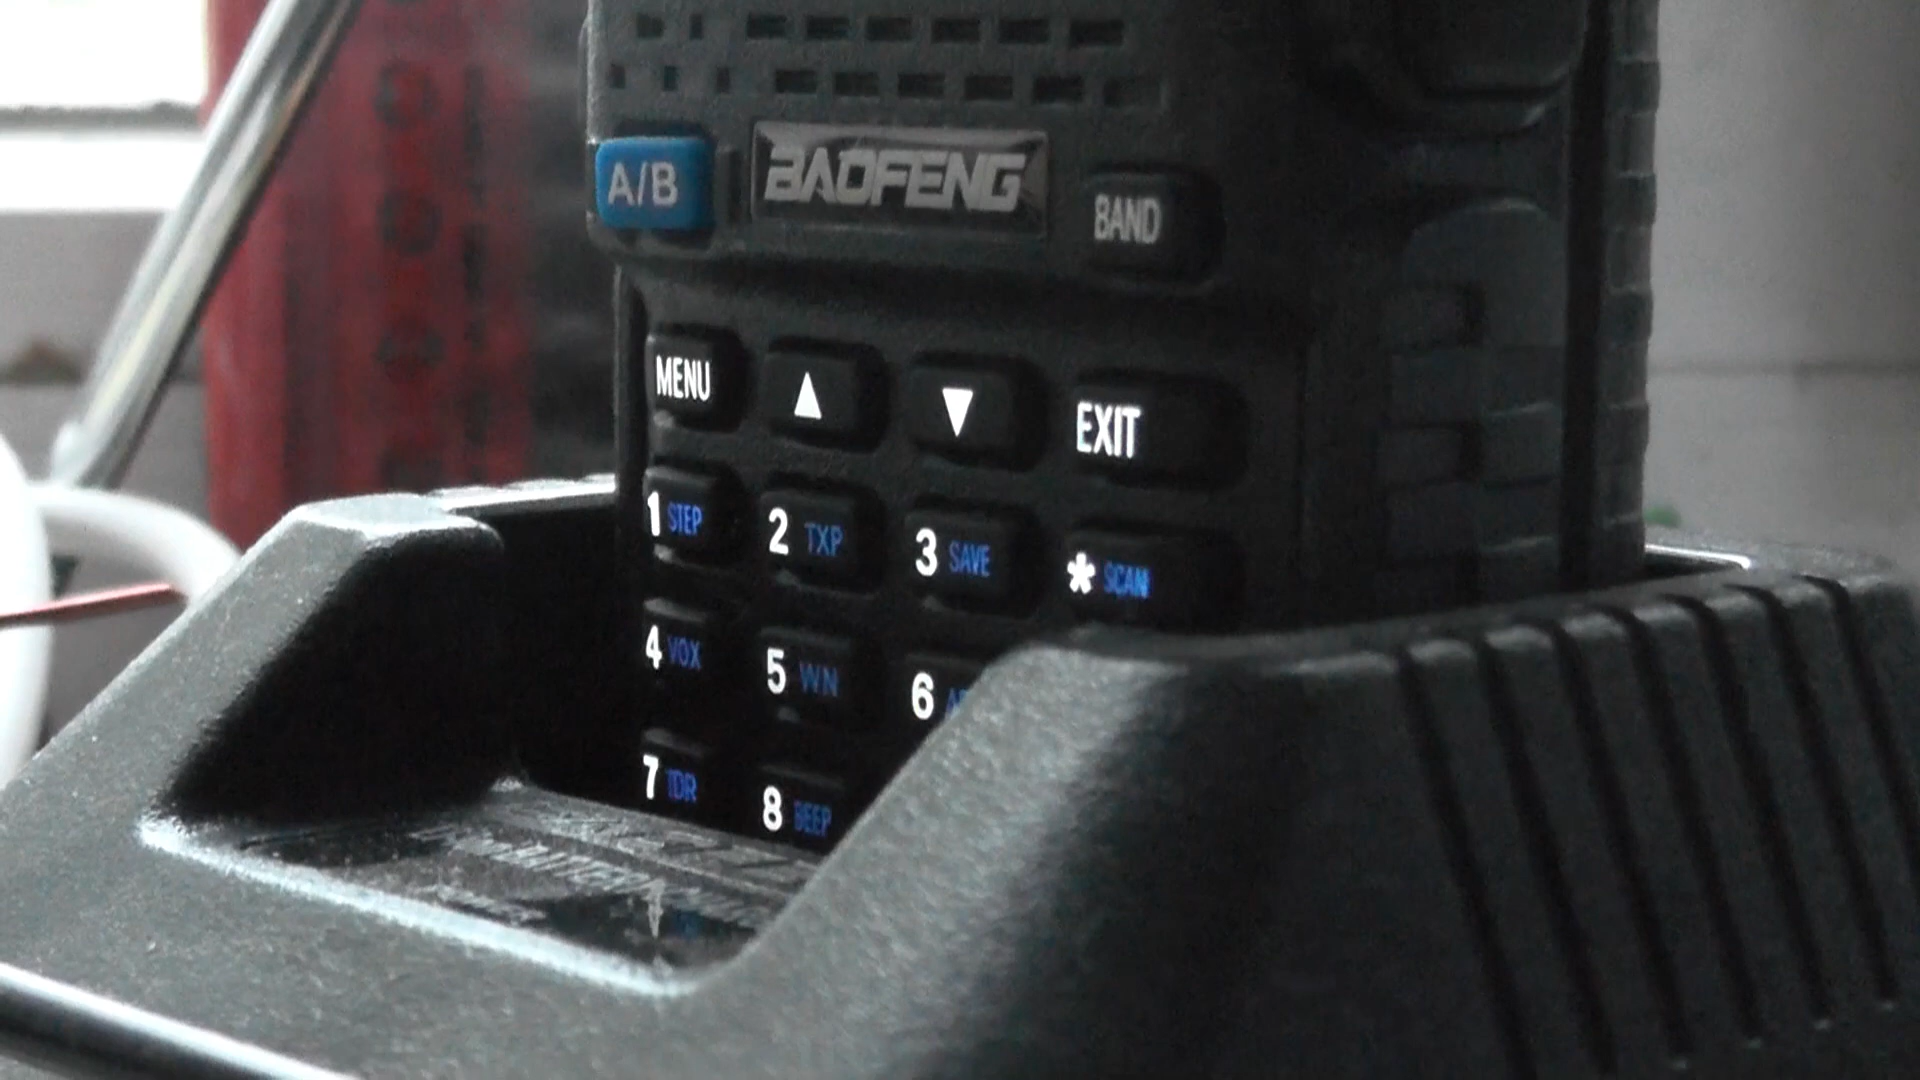 A/B BAOFENG BAND
MENU ▲ ▼ EXIT
1 STEP 2 TXP 3 SAVE * SCAN
4 VOX 5 WN 6
7 TDR 8 BEEP